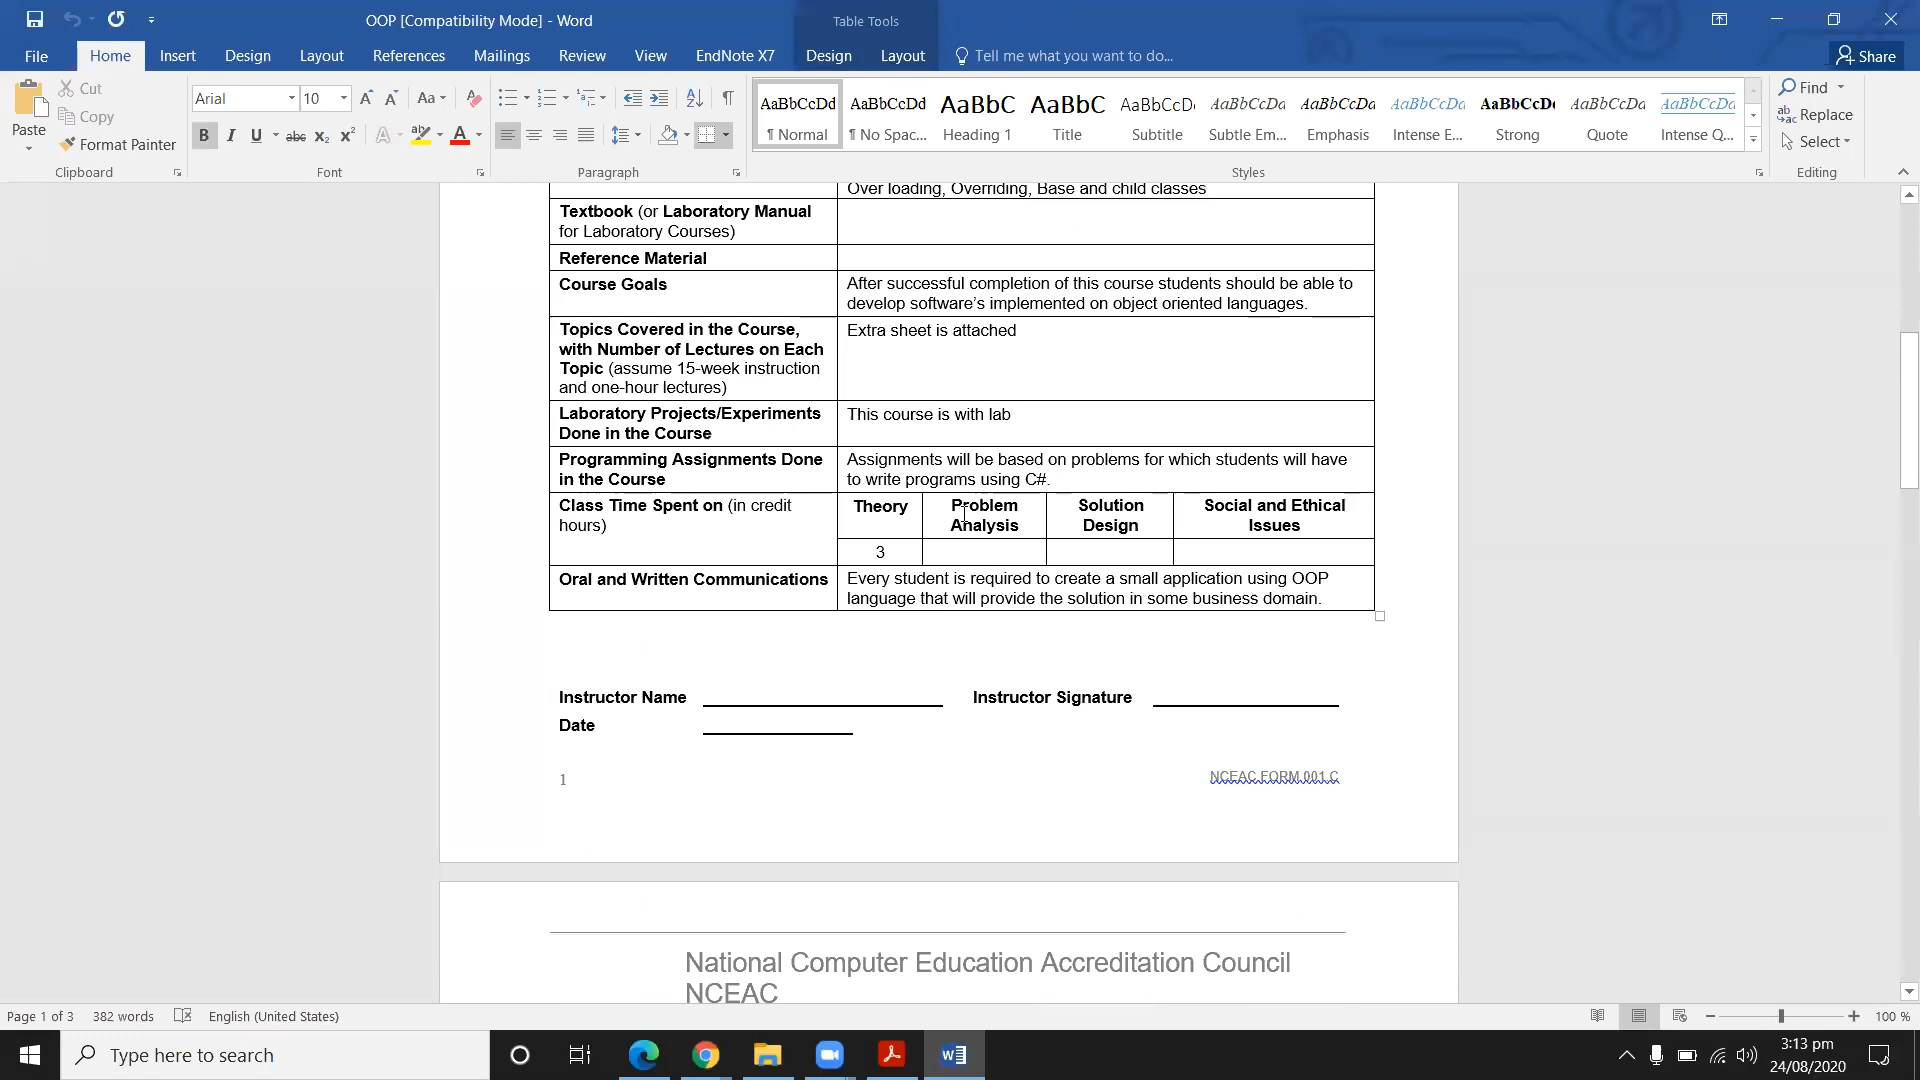 OOP [Compatibility Mode] - Word
Table Tools
File Home Insert Design Layout References Mailings Review View EndNote X7 Design Layout Tell me what you want to do... Share
Paste
Cut
Copy
Format Painter
Clipboard
Arial 10
Font
Paragraph
AaBbCcDd AaBbCcDd AaBbC AaBbC AaBbCcD AaBbCcDd AaBbCcDd AaBbCcDd AaBbCcDd AaBbCcDd AaBbCcDd
¶ Normal ¶ No Spac... Heading 1 Title Subtitle Subtle Em... Emphasis Intense E... Strong Quote Intense Q...
Styles
Find
Replace
Select
Editing
Over loading, Overriding, Base and child classes
Textbook (or Laboratory Manual
for Laboratory Courses)
Reference Material
Course Goals
After successful completion of this course students should be able to
develop software's implemented on object oriented languages.
Topics Covered in the Course,
with Number of Lectures on Each
Topic (assume 15-week instruction
and one-hour lectures)
Extra sheet is attached
Laboratory Projects/Experiments
Done in the Course
This course is with lab
Programming Assignments Done
in the Course
Assignments will be based on problems for which students will have
to write programs using C#.
Class Time Spent on (in credit
hours)
Theory
Problem
Analysis
Solution
Design
Social and Ethical
Issues
3
Oral and Written Communications
Every student is required to create a small application using OOP
language that will provide the solution in some business domain.
Instructor Name Instructor Signature
Date
1 NCEAC.FORM.001.C
National Computer Education Accreditation Council
NCEAC
Page 1 of 3 382 words English (United States) 100 %
Type here to search
3:13 pm
24/08/2020